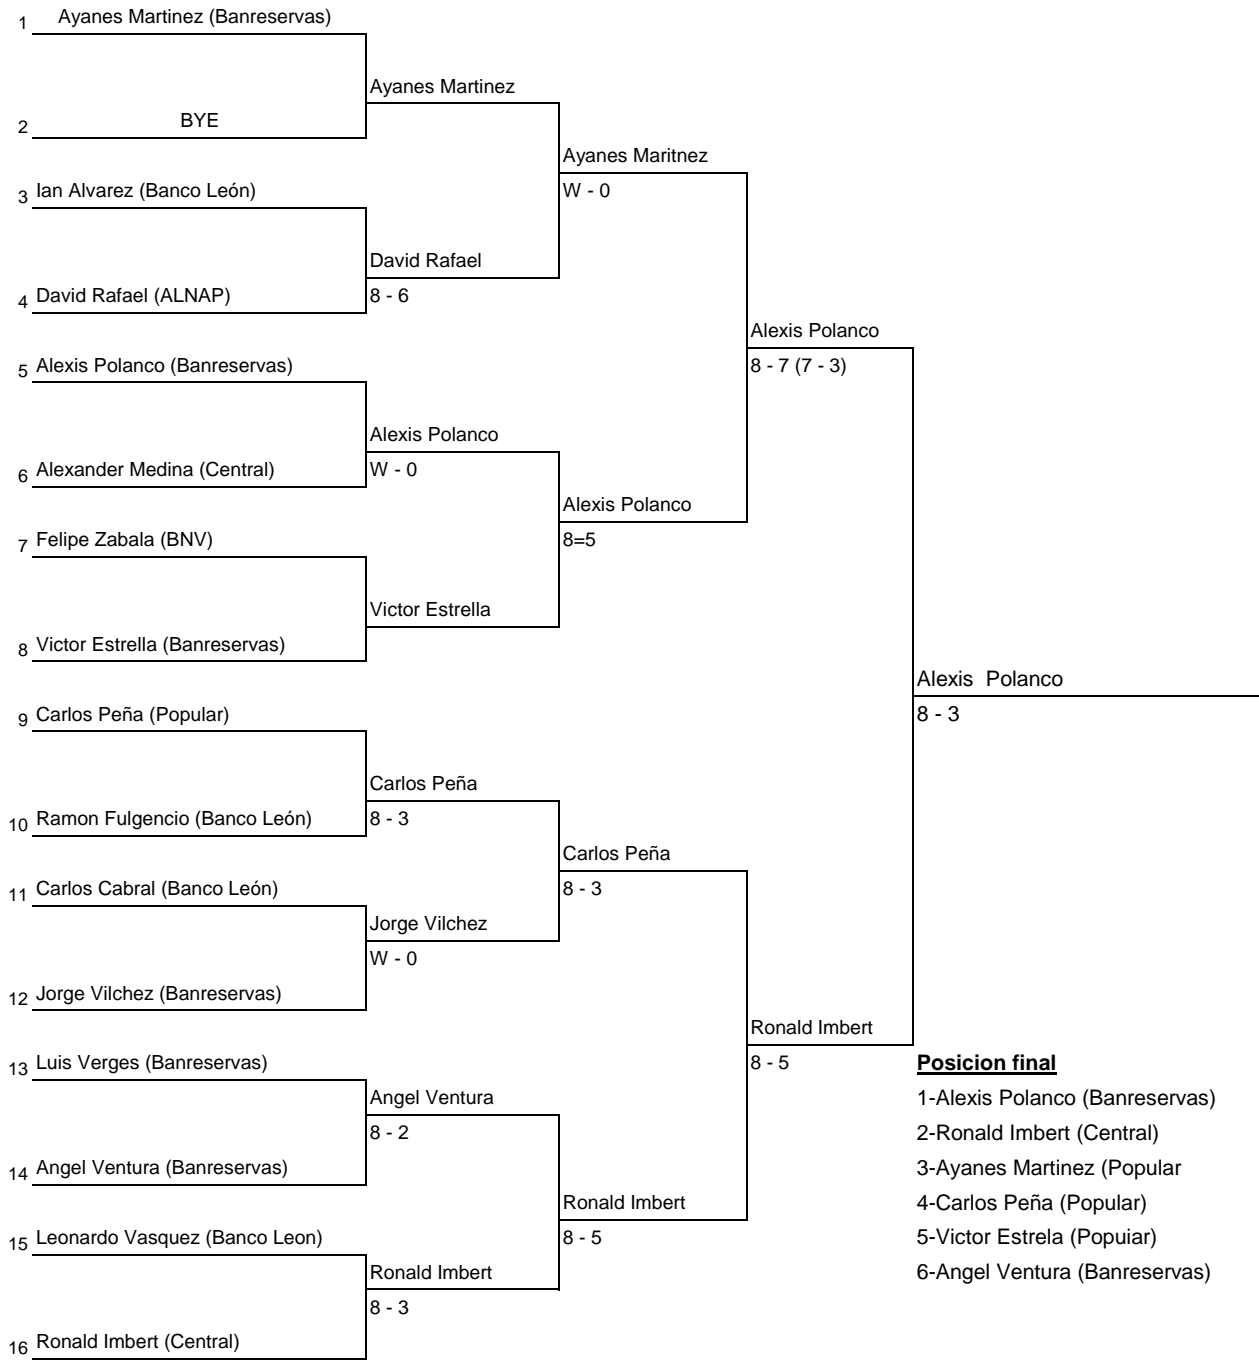 1 Ayanes Martinez (Banreservas)
Ayanes Martinez
2 BYE
Ayanes Maritnez
3 Ian Alvarez (Banco León)
W - 0
David Rafael
4 David Rafael (ALNAP)
8 - 6
Alexis Polanco
5 Alexis Polanco (Banreservas)
8 - 7 (7 - 3)
Alexis Polanco
6 Alexander Medina (Central)
W - 0
Alexis Polanco
7 Felipe Zabala (BNV)
8=5
Victor Estrella
8 Victor Estrella (Banreservas)
Alexis  Polanco
9 Carlos Peña (Popular)
8 - 3
Carlos Peña
10 Ramon Fulgencio (Banco León)
8 - 3
Carlos Peña
11 Carlos Cabral (Banco León)
8 - 3
Jorge Vilchez
W - 0
12 Jorge Vilchez (Banreservas)
Ronald Imbert
13 Luis Verges (Banreservas)
8 - 5
Angel Ventura
8 - 2
14 Angel Ventura (Banreservas)
Ronald Imbert
15 Leonardo Vasquez (Banco Leon)
8 - 5
Ronald Imbert
8 - 3
16 Ronald Imbert (Central)
Posicion final
1-Alexis Polanco (Banreservas)
2-Ronald Imbert (Central)
3-Ayanes Martinez (Popular
4-Carlos Peña (Popular)
5-Victor Estrela (Popuiar)
6-Angel Ventura (Banreservas)